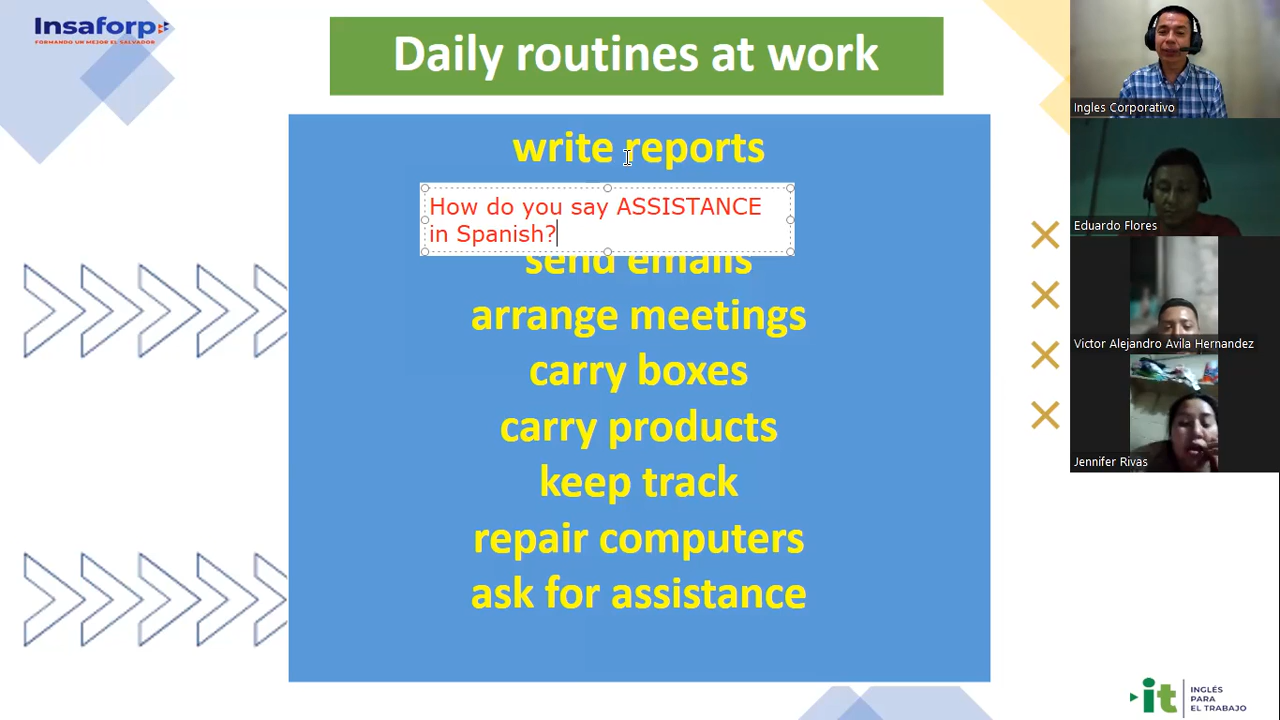 Insaforp
FORMANDO UN MEJOR EL SALVADOR
Daily routines at work
write reports
How do you say ASSISTANCE
in Spanish?
send emails
arrange meetings
carry boxes
carry products
keep track
repair computers
ask for assistance
Ingles Corporativo
Eduardo Flores
Victor Alejandro Avila Hernandez
Jennifer Rivas
it
INGLÉS
PARA
EL TRABAJO